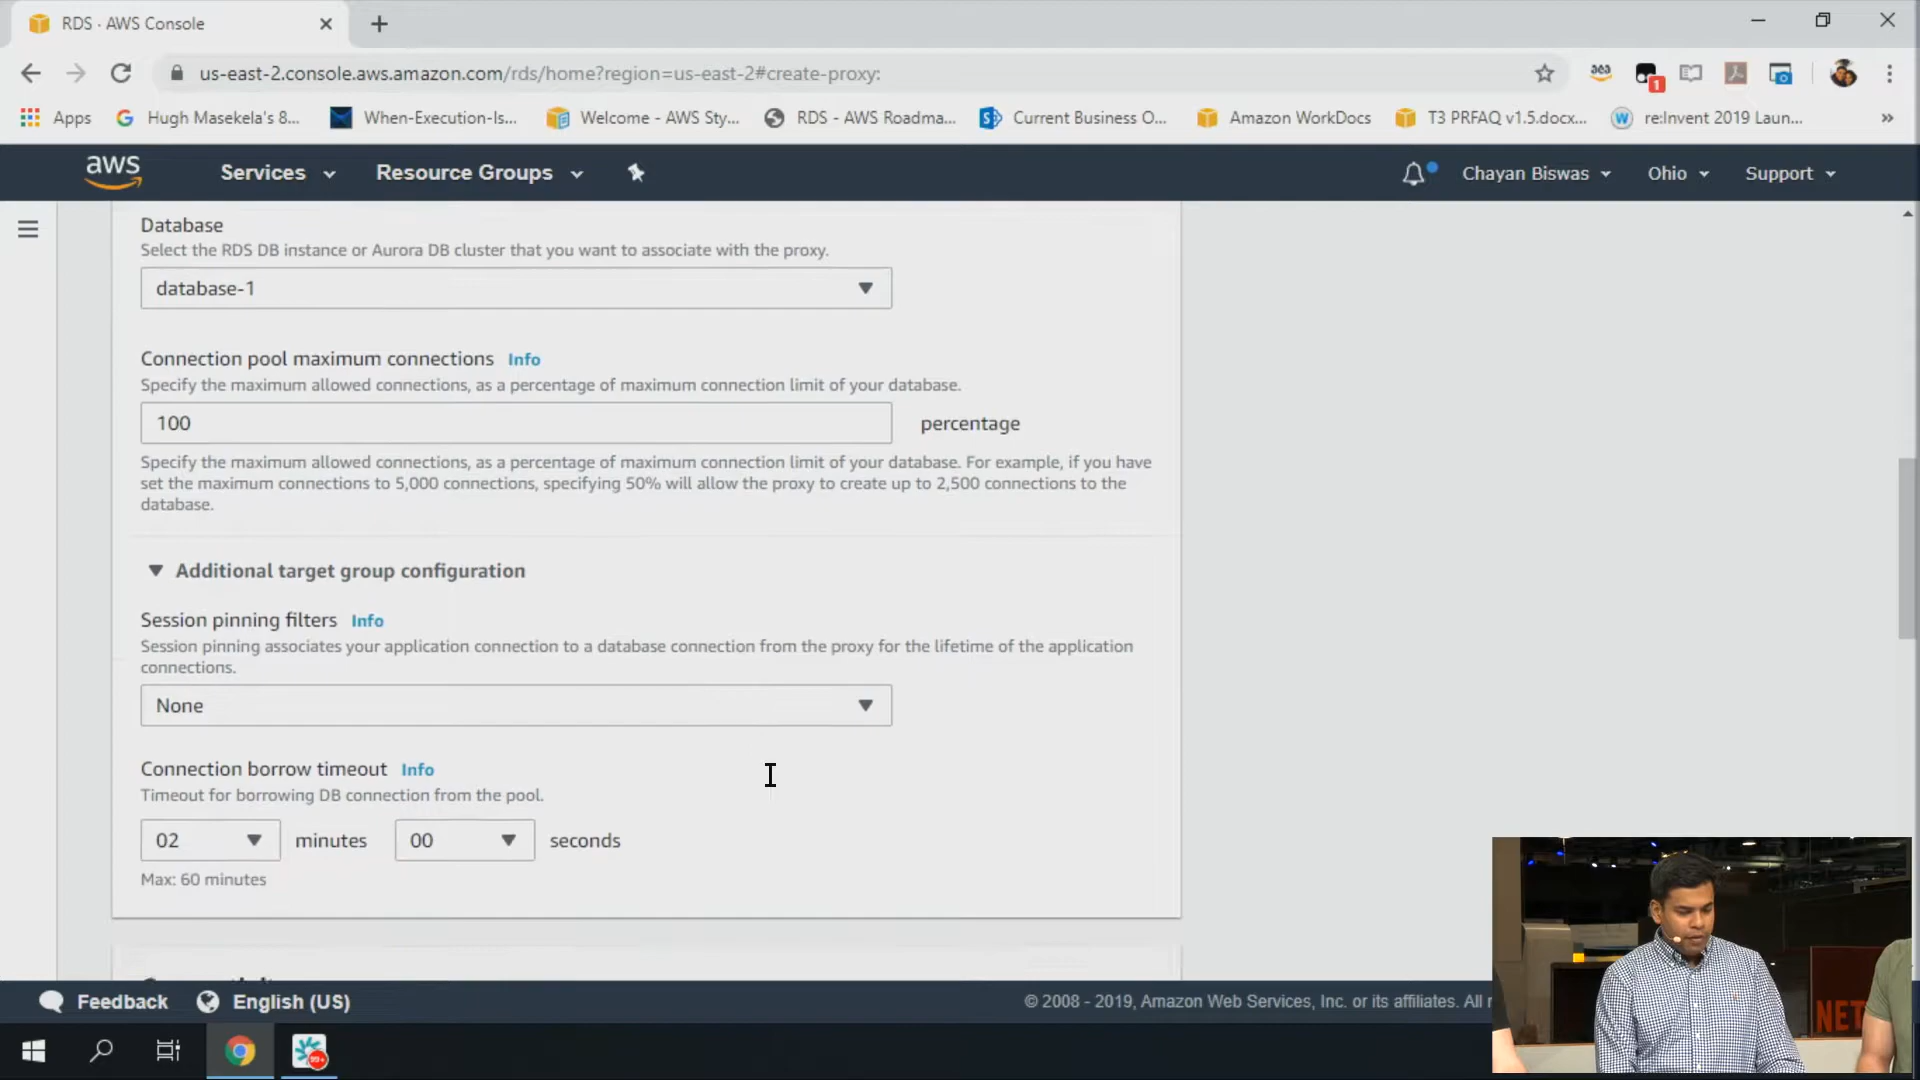 RDS · AWS Console
us-east-2.console.aws.amazon.com/rds/home?region=us-east-2#create-proxy:
1
Apps
Hugh Masekela's 8...
When-Execution-Is...
Welcome - AWS Sty...
RDS - AWS Roadma...
Current Business O...
Amazon WorkDocs
T3 PRFAQ v1.5docx...
re:Invent 2019 Laun...
»
aws
Services
Resource Groups
Chayan Biswas
Ohio
Support
Database
Select the RDS DB instance or Aurora DB cluster that you want to associate with the proxy.
database-1
Connection pool maximum connections Info
Specify the maximum allowed connections, as a percentage of maximum connection limit of your database.
100
percentage
Specify the maximum allowed connections, as a percentage of maximum connection limit of your database. For example, if you have
set the maximum connections to 5,000 connections, specifying 50% will allow the proxy to create up to 2,500 connections to the
database.
Additional target group configuration
Session pinning filters Info
Session pinning associates your application connection to a database connection from the proxy for the lifetime of the application
connections.
None
Connection borrow timeout Info
Timeout for borrowing DB connection from the pool.
02 minutes 00 seconds
Max: 60 minutes
Feedback
English (US)
© 2008 - 2019, Amazon Web Services, Inc. or its affiliates. All
99+
NET